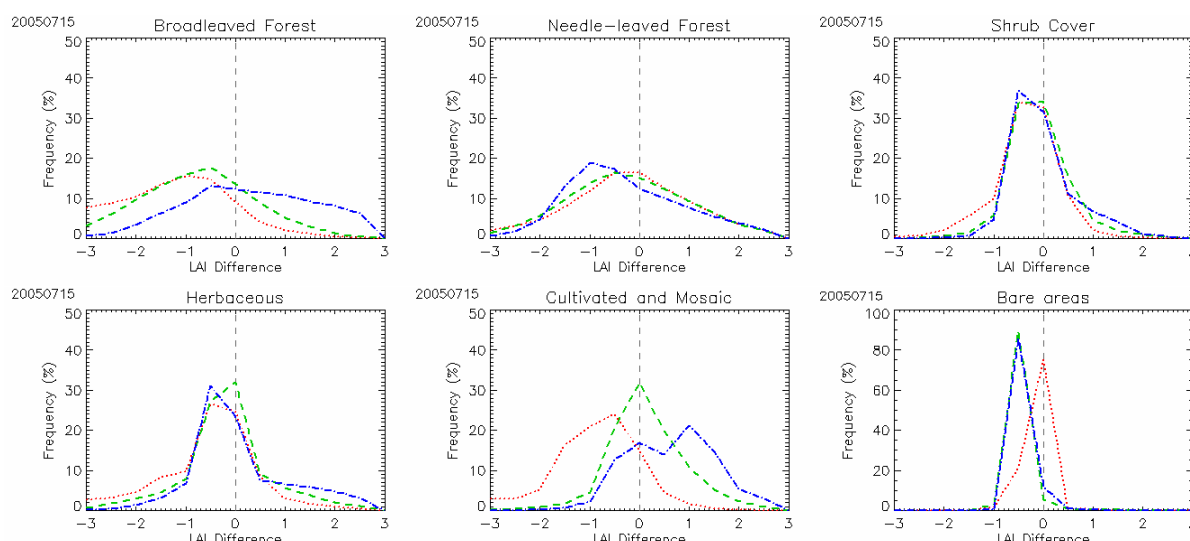 20050715 Broadleaved Forest
50
40
30
20
10
0
Frequency (%)
-3 -2 -1 0 1 2 3
LAI Difference
20050715 Needle-leaved Forest
50
40
30
20
10
0
Frequency (%)
-3 -2 -1 0 1 2 3
LAI Difference
20050715 Shrub Cover
50
40
30
20
10
0
Frequency (%)
-3 -2 -1 0 1 2 3
LAI Difference
20050715 Herbaceous
50
40
30
20
10
0
Frequency (%)
-3 -2 -1 0 1 2 3
LAI Difference
20050715 Cultivated and Mosaic
50
40
30
20
10
0
Frequency (%)
-3 -2 -1 0 1 2 3
LAI Difference
20050715 Bare areas
100
80
60
40
20
0
Frequency (%)
-3 -2 -1 0 1 2 3
LAI Difference